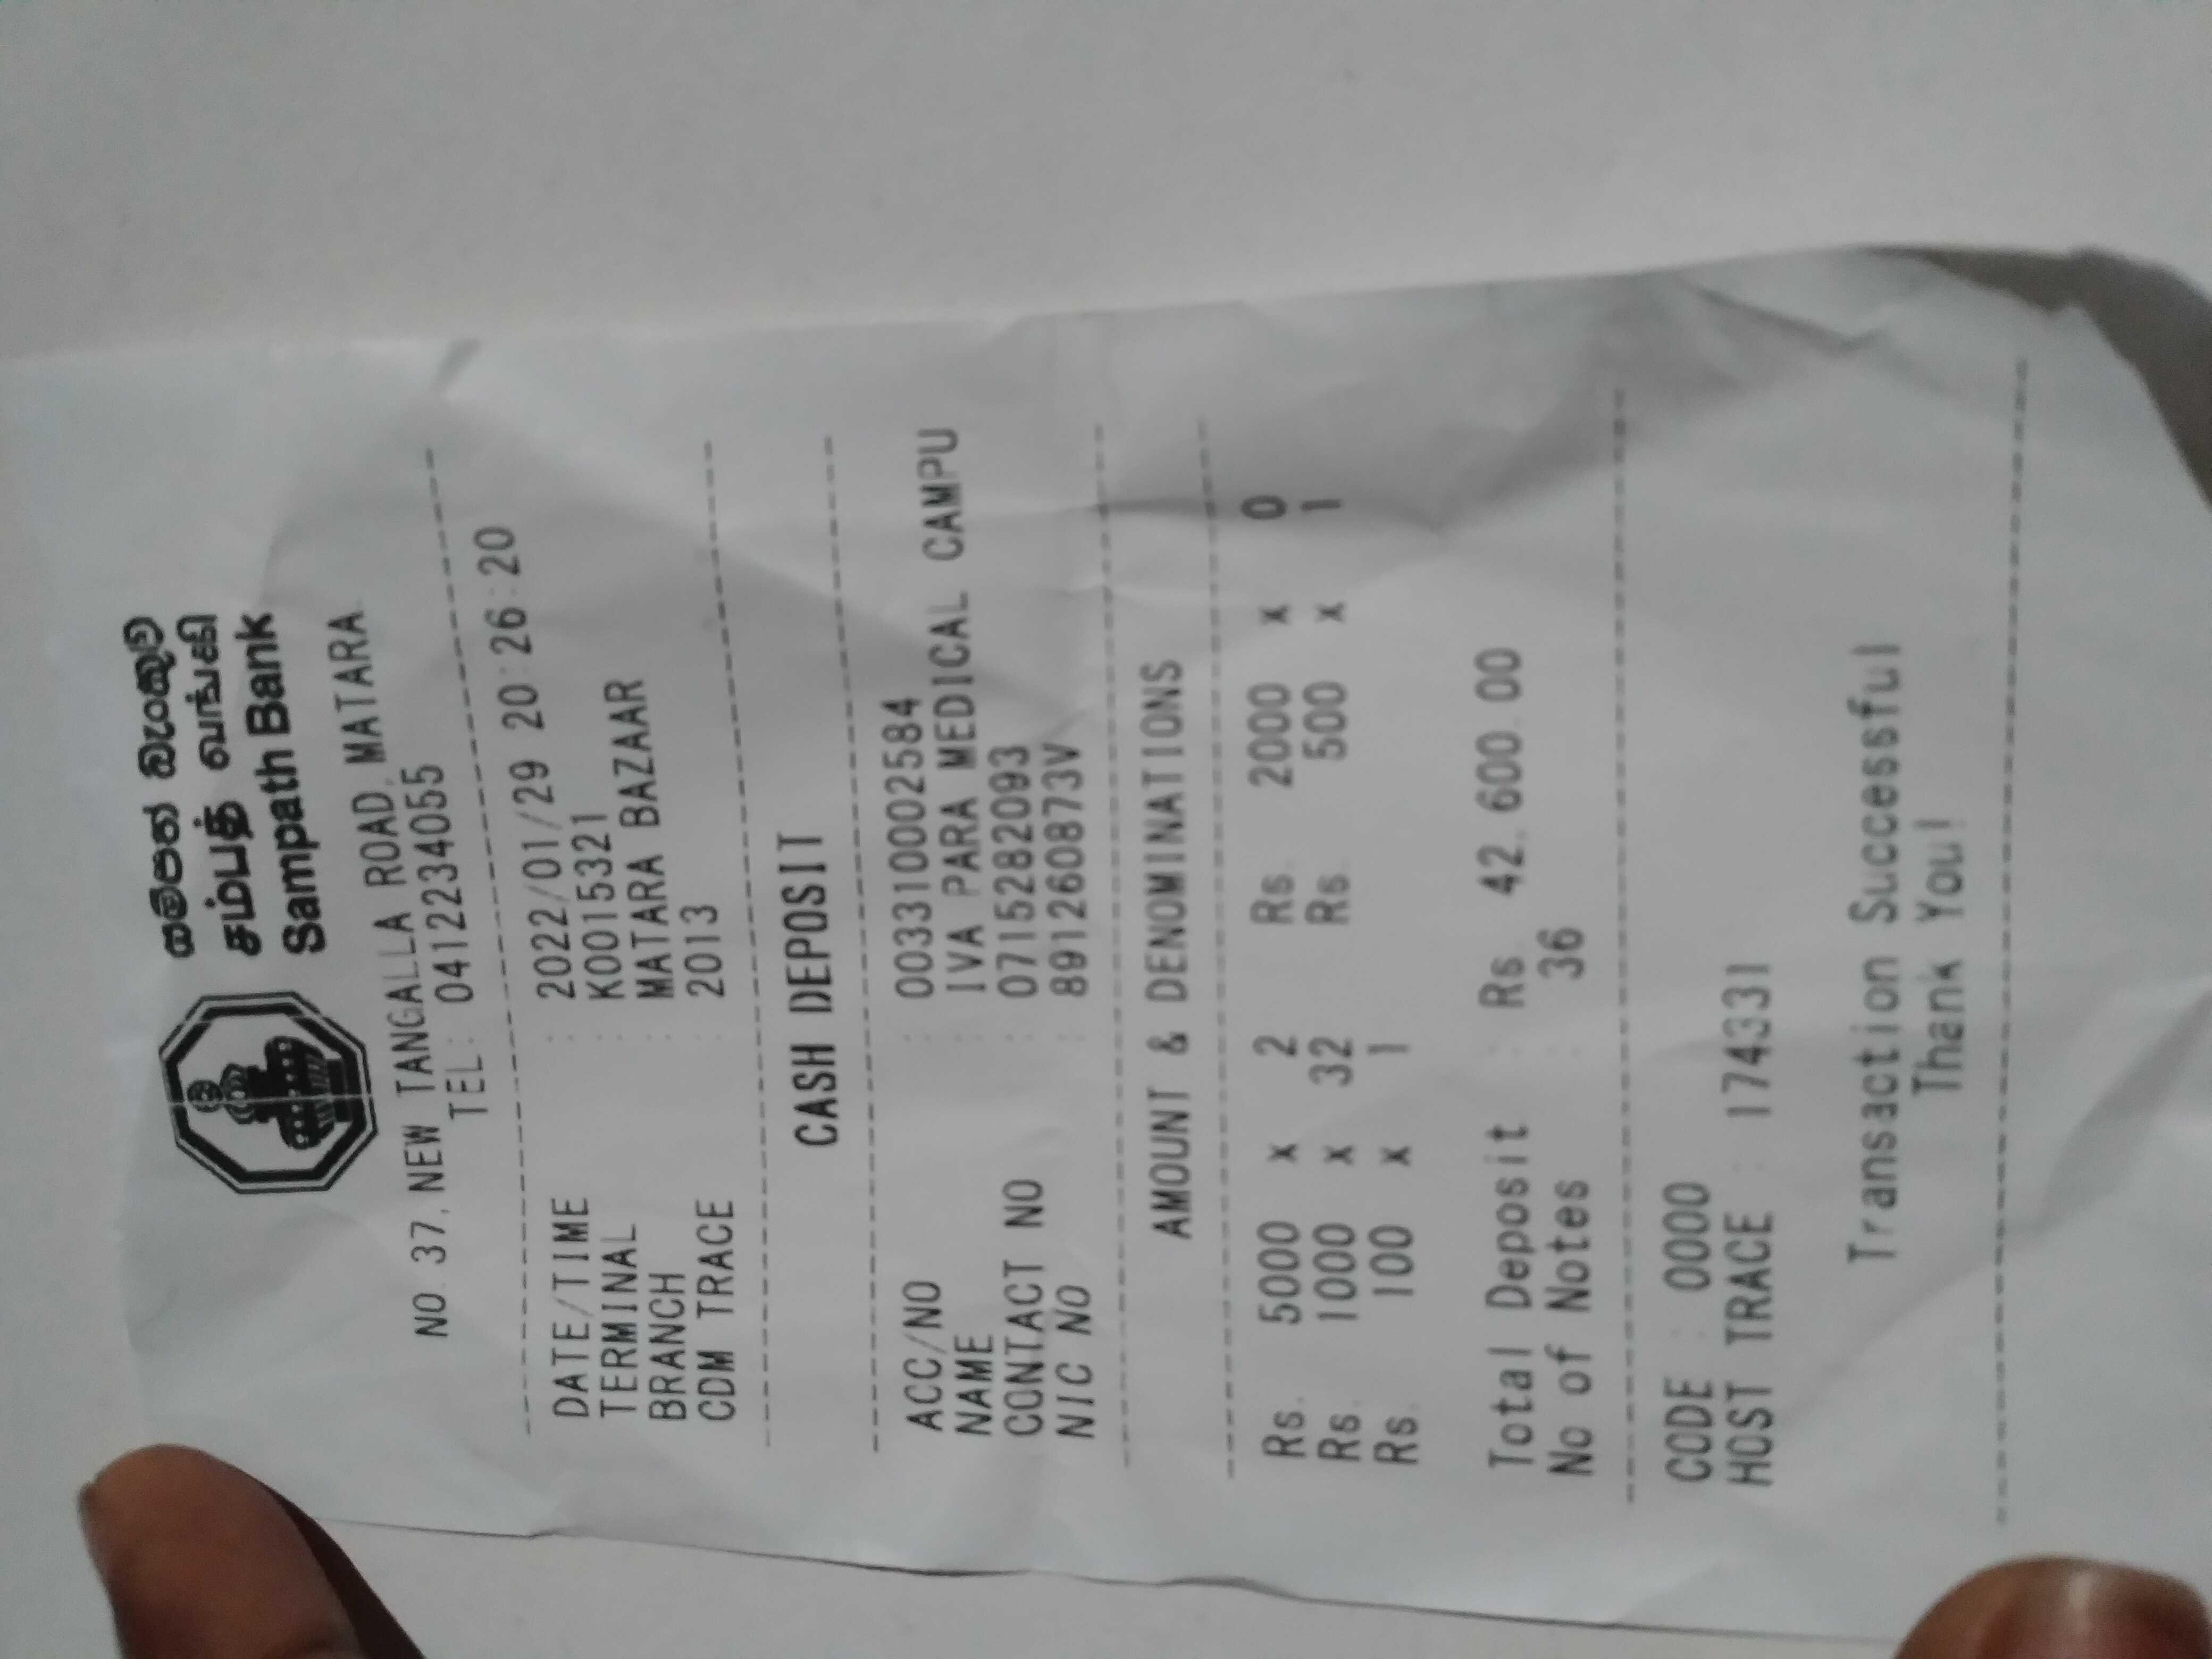 සම්පත් බැංකුව
சம்பத் வங்கி
Sampath Bank
NO.37, NEW TANGALLA ROAD, MATARA.
TEL: 0412234055
DATE/TIME : 2022/01/29 20:26:20
TERMINAL : K0015321
BRANCH : MATARA BAZAAR
CDM TRACE : 2013
CASH DEPOSIT
ACC/NO : 003310002584
NAME : IVA PARA MEDICAL CAMPU
CONTACT NO : 0715282093
NIC NO : 891260873V
AMOUNT & DENOMINATIONS
Rs. 5000 x 2 Rs. 2000 x 0
Rs. 1000 x 32 Rs. 500 x 1
Rs. 100 x 1
Total Deposit : Rs. 42,600.00
No of Notes : 36
CODE : 0000
HOST TRACE : 174331
Transaction Successful
Thank You!